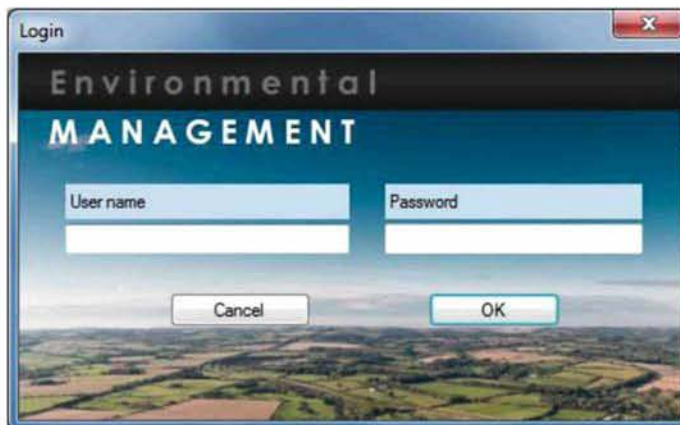 Login
Environmental
MANAGEMENT
User name
Password
Cancel
OK